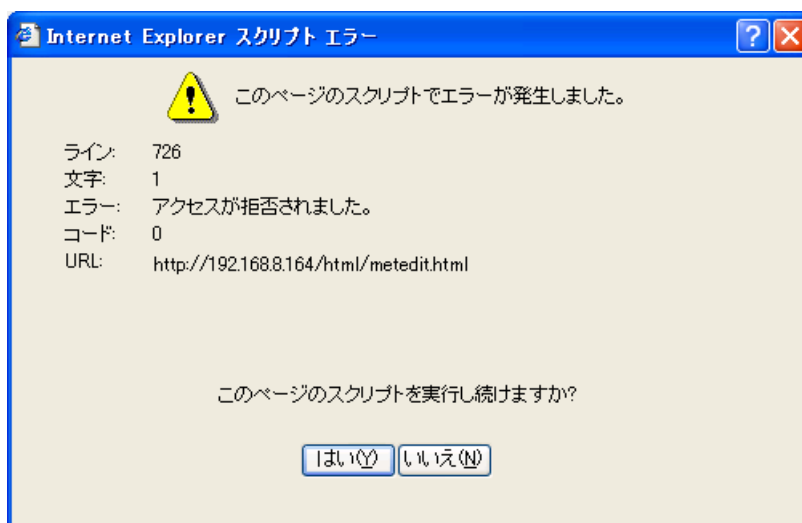 Internet Explorer スクリプト エラー
このページのスクリプトでエラーが発生しました。
ライン: 726
文字: 1
エラー: アクセスが拒否されました。
コード: 0
URL: http://192.168.8.164/html/metedit.html
このページのスクリプトを実行し続けますか?
はい(Y) いいえ(N)